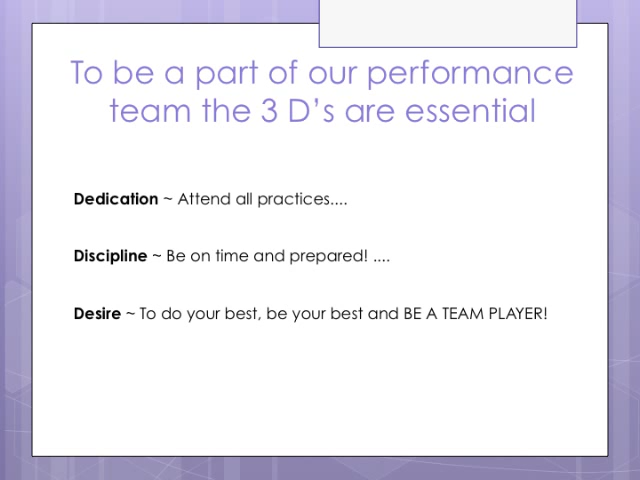 To be a part of our performance
team the 3 D’s are essential
Dedication ~ Attend all practices....
Discipline ~ Be on time and prepared! ....
Desire ~ To do your best, be your best and BE A TEAM PLAYER!